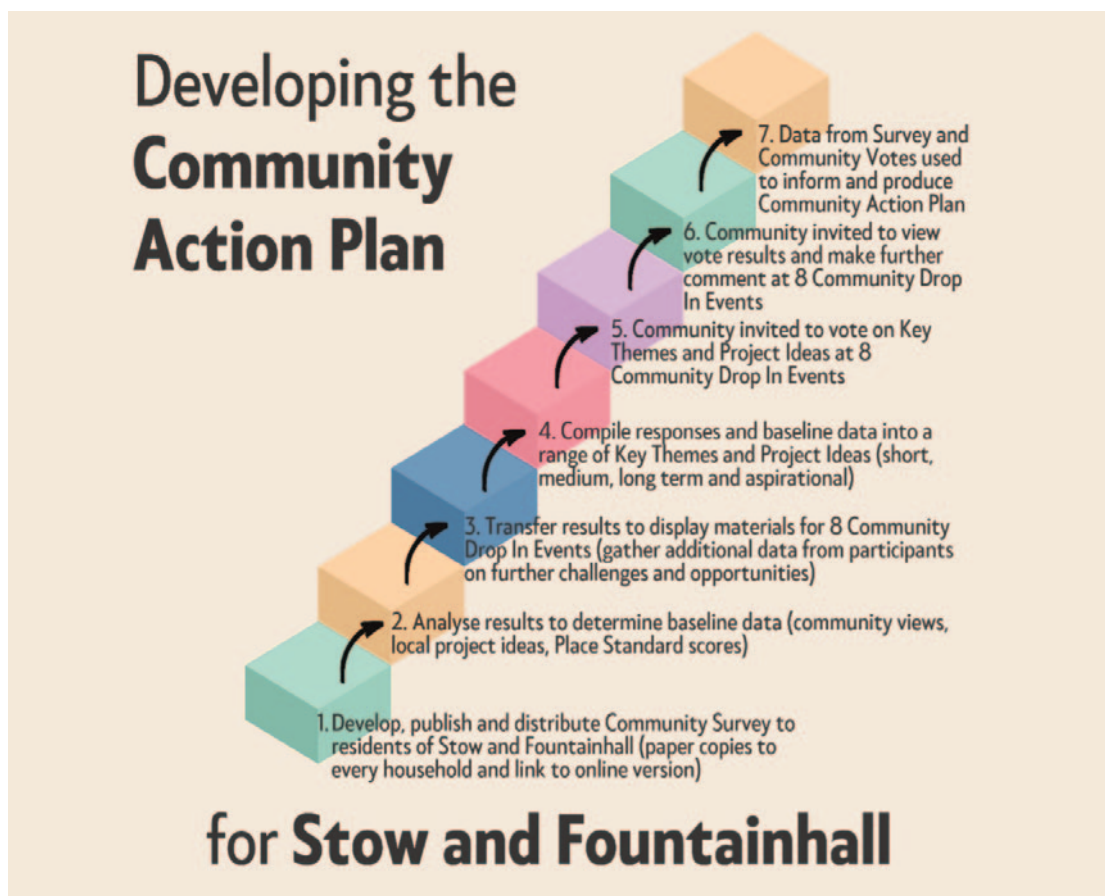 Developing the
Community
Action Plan
7. Data from Survey and
Community Votes used
to inform and produce
Community Action Plan
6. Community invited to view
vote results and make further
comment at 8 Community Drop
In Events
5. Community invited to vote on Key
Themes and Project Ideas at 8
Community Drop In Events
4. Compile responses and baseline data into a
range of Key Themes and Project Ideas (short,
medium, long term and aspirational)
3. Transfer results to display materials for 8 Community
Drop In Events (gather additional data from participants
on further challenges and opportunities)
2. Analyse results to determine baseline data (community views,
local project ideas, Place Standard scores)
1. Develop, publish and distribute Community Survey to
residents of Stow and Fountainhall (paper copies to
every household and link to online version)
for Stow and Fountainhall